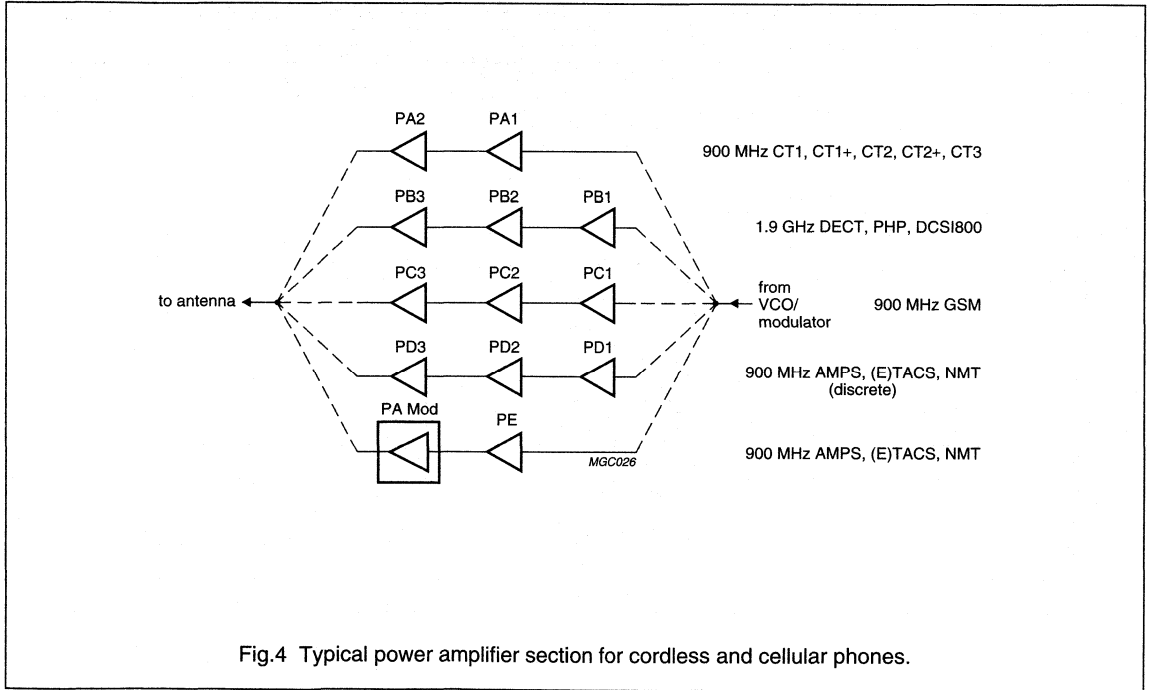 PA2 PA1
900 MHz CT1, CT1+, CT2, CT2+, CT3
PB3 PB2 PB1
1.9 GHz DECT, PHP, DCSI800
PC3 PC2 PC1
to antenna
from
VCO/
modulator
900 MHz GSM
PD3 PD2 PD1
900 MHz AMPS, (E)TACS, NMT
(discrete)
PA Mod PE
MGC026
900 MHz AMPS, (E)TACS, NMT
Fig.4 Typical power amplifier section for cordless and cellular phones.